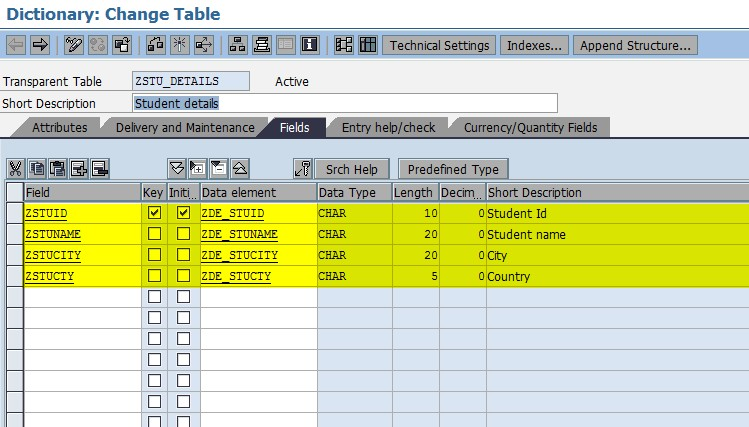 Dictionary: Change Table
Technical Settings Indexes... Append Structure...
Transparent Table ZSTU_DETAILS Active
Short Description Student details
Attributes Delivery and Maintenance Fields Entry help/check Currency/Quantity Fields
Srch Help Predefined Type
Field Key Initi... Data element Data Type Length Decim... Short Description
ZSTUID ZDE_STUID CHAR 10 0 Student Id
ZSTUNAME ZDE_STUNAME CHAR 20 0 Student name
ZSTUCITY ZDE_STUCITY CHAR 20 0 City
ZSTUCTY ZDE_STUCTY CHAR 5 0 Country